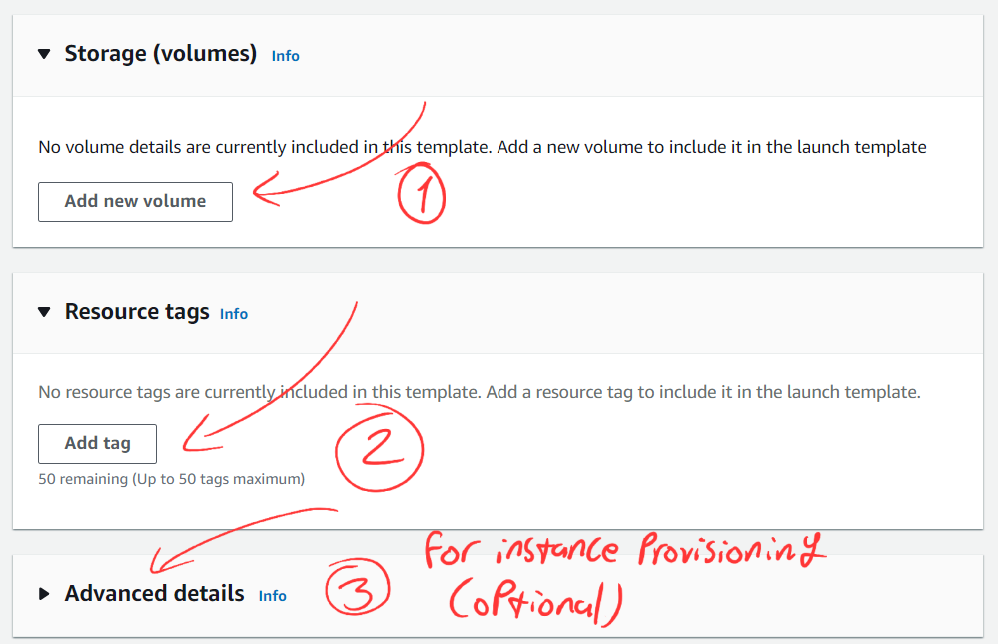 Storage (volumes) Info
No volume details are currently included in this template. Add a new volume to include it in the launch template
Add new volume
1
Resource tags Info
No resource tags are currently included in this template. Add a resource tag to include it in the launch template.
Add tag
2
50 remaining (Up to 50 tags maximum)
For instance Provisioning
(optional)
Advanced details Info
3